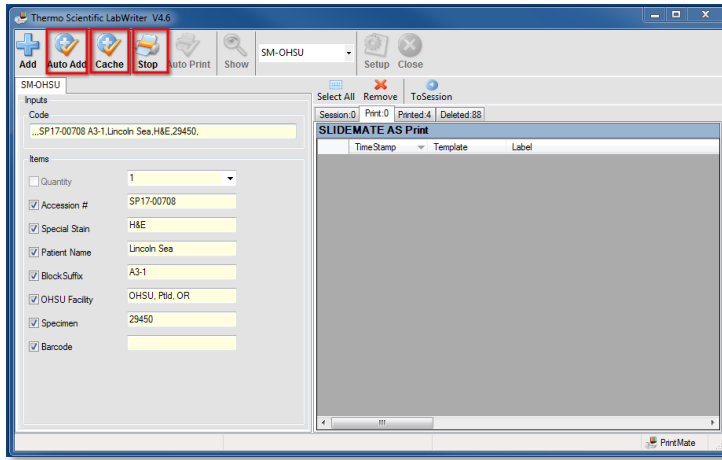 Thermo Scientific LabWriter V4.6
Add Auto Add Cache Stop Auto Print Show SM-OHSU Setup Close
SM-OHSU
Inputs
Code
,,,SP17-00708 A3-1,Lincoln Sea,H&E,29450,
Items
Quantity 1
Accession # SP17-00708
Special Stain H&E
Patient Name Lincoln Sea
BlockSuffix A3-1
OHSU Facility OHSU, Ptld, OR
Specimen 29450
Barcode
Select All Remove ToSession
Session:0 Print:0 Printed:4 Deleted:88
SLIDEMATE AS Print
TimeStamp Template Label
PrintMate